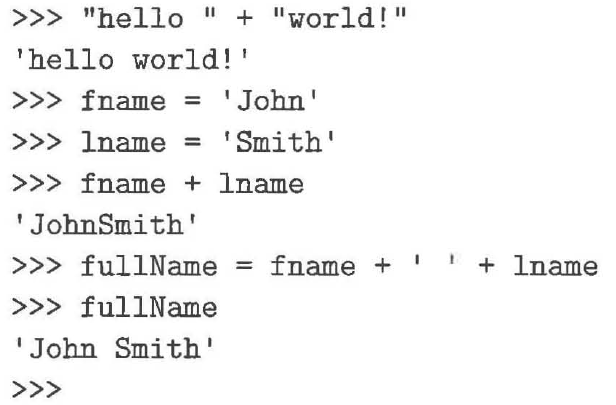 >>> "hello " + "world!"
'hello world!'
>>> fname = 'John'
>>> lname = 'Smith'
>>> fname + lname
'JohnSmith'
>>> fullName = fname + ' ' + lname
>>> fullName
'John Smith'
>>>